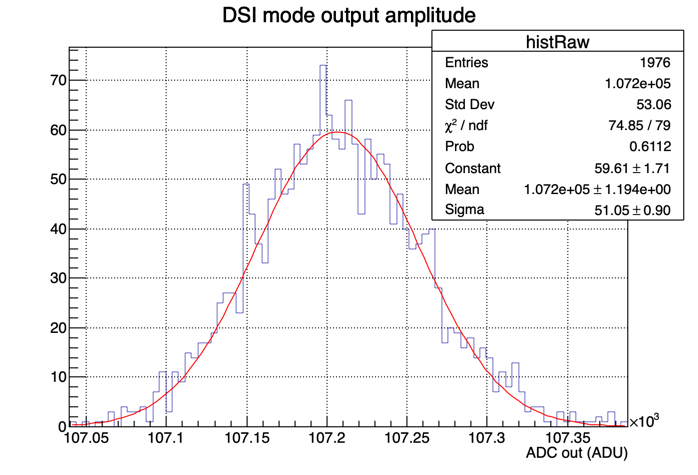 DSI mode output amplitude
histRaw
Entries 1976
Mean 1.072e+05
Std Dev 53.06
χ² / ndf 74.85 / 79
Prob 0.6112
Constant 59.61 ± 1.71
Mean 1.072e+05 ± 1.194e+00
Sigma 51.05 ± 0.90
70
60
50
40
30
20
10
0
107.05 107.1 107.15 107.2 107.25 107.3 107.35
×10³
ADC out (ADU)